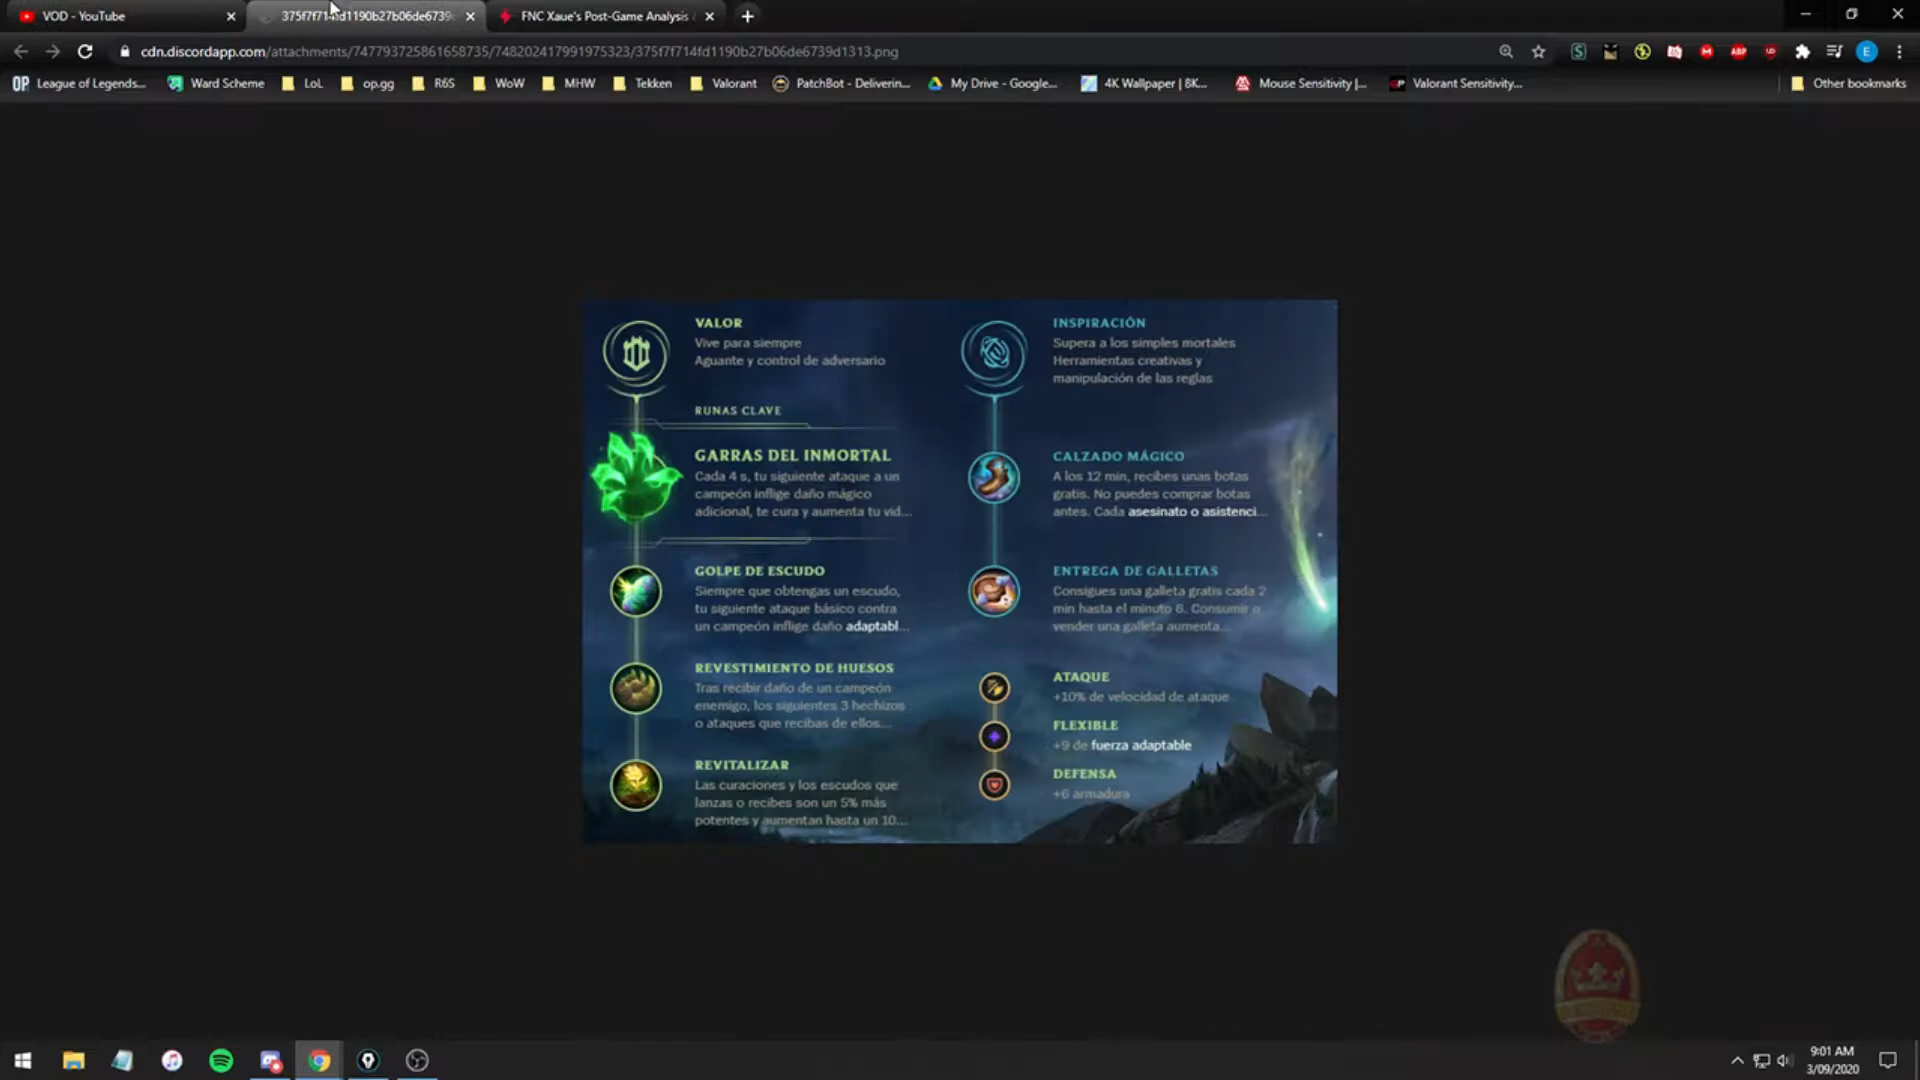 VOD - YouTube
375f7f714fd1190b27b06de6739c
FNC Xaue's Post-Game Analysis
cdn.discordapp.com/attachments/747793725861658735/748202417991975323/375f7f714fd1190b27b06de6739d1313.png
League of Legends...
Ward Scheme
LoL
op.gg
R6S
WoW
MHW
Tekken
Valorant
PatchBot - Deliverin...
My Drive - Google...
4K Wallpaper | 8K...
Mouse Sensitivity |...
Valorant Sensitivity...
Other bookmarks
VALOR
Vive para siempre
Aguante y control de adversario
RUNAS CLAVE
GARRAS DEL INMORTAL
Cada 4 s, tu siguiente ataque a un
campeón inflige daño mágico
adicional, te cura y aumenta tu vid...
GOLPE DE ESCUDO
Siempre que obtengas un escudo,
tu siguiente ataque básico contra
un campeón inflige daño adaptabl...
REVESTIMIENTO DE HUESOS
Tras recibir daño de un campeón
enemigo, los siguientes 3 hechizos
o ataques que recibas de ellos...
REVITALIZAR
Las curaciones y los escudos que
lanzas o recibes son un 5% más
potentes y aumentan hasta un 10...
INSPIRACIÓN
Supera a los simples mortales
Herramientas creativas y
manipulación de las reglas
CALZADO MÁGICO
A los 12 min, recibes unas botas
gratis. No puedes comprar botas
antes. Cada asesinato o asistenci...
ENTREGA DE GALLETAS
Consigues una galleta gratis cada 2
min hasta el minuto 6. Consumir o
vender una galleta aumenta...
ATAQUE
+10% de velocidad de ataque
FLEXIBLE
+9 de fuerza adaptable
DEFENSA
+6 armadura
9:01 AM
3/09/2020